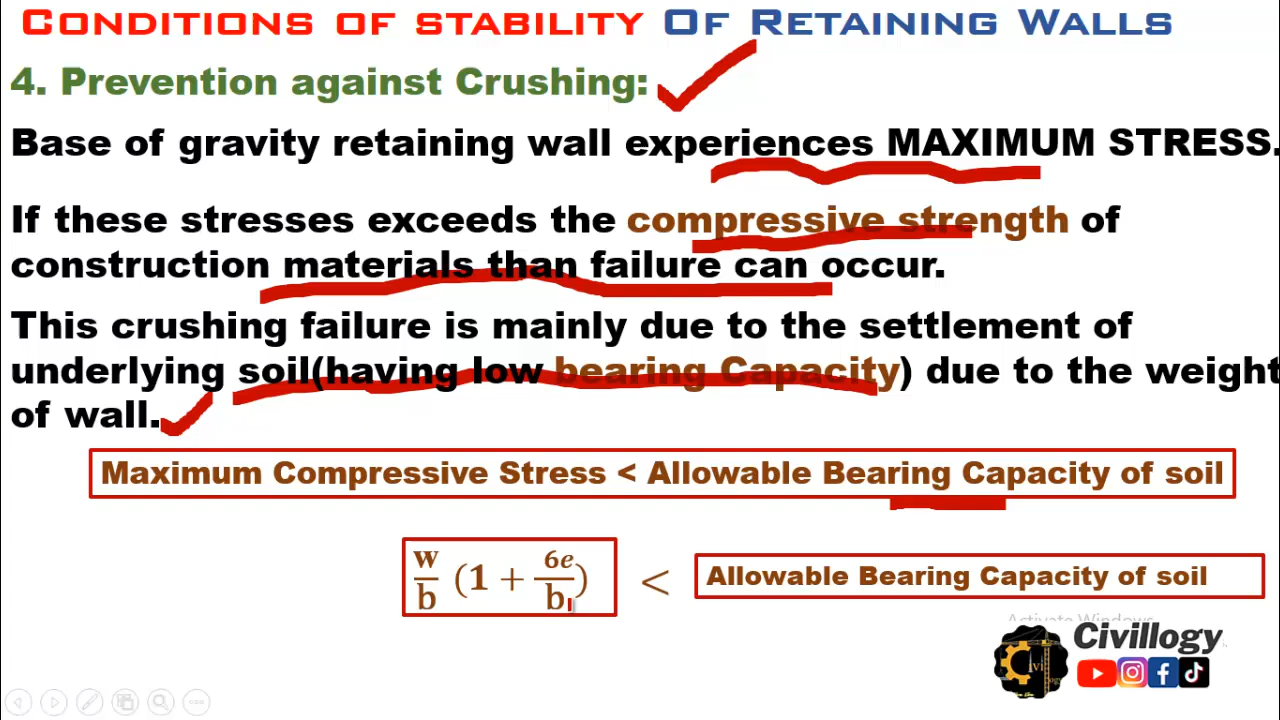 CONDITIONS OF STABILITY OF RETAINING WALLS
4. Prevention against Crushing:
Base of gravity retaining wall experiences MAXIMUM STRESS.
If these stresses exceeds the compressive strength of
construction materials than failure can occur.
This crushing failure is mainly due to the settlement of
underlying soil(having low bearing Capacity) due to the weight
of wall.
Maximum Compressive Stress < Allowable Bearing Capacity of soil
w/b (1 + 6e/b) < Allowable Bearing Capacity of soil
Activate Windows
Civillogy